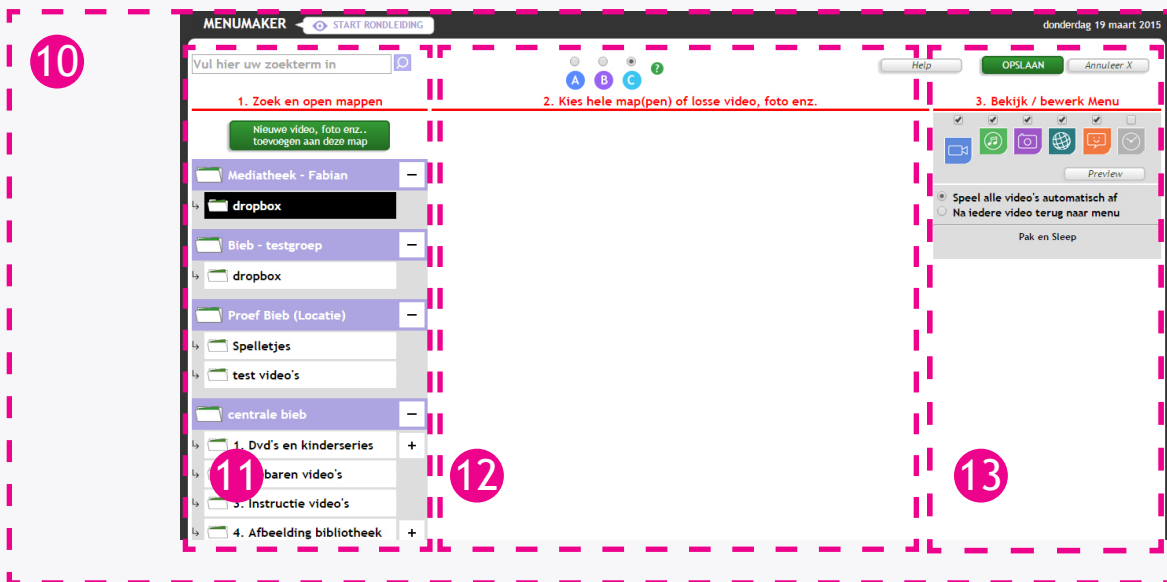 10
MENUMAKER
START RONDLEIDING
donderdag 19 maart 2015
Vul hier uw zoekterm in
A B C
?
Help
OPSLAAN
Annuleer X
1. Zoek en open mappen
2. Kies hele map(pen) of losse video, foto enz.
3. Bekijk / bewerk Menu
Nieuwe video, foto enz..
toevoegen aan deze map
Mediatheek - Fabian −
dropbox
Bieb - testgroep −
dropbox
Proef Bieb (Locatie) −
Spelletjes
test video's
centrale bieb −
1. Dvd's en kinderseries +
baren video's
3. Instructie video's
4. Afbeelding bibliotheek +
11
12
Preview
Speel alle video's automatisch af
Na iedere video terug naar menu
Pak en Sleep
13